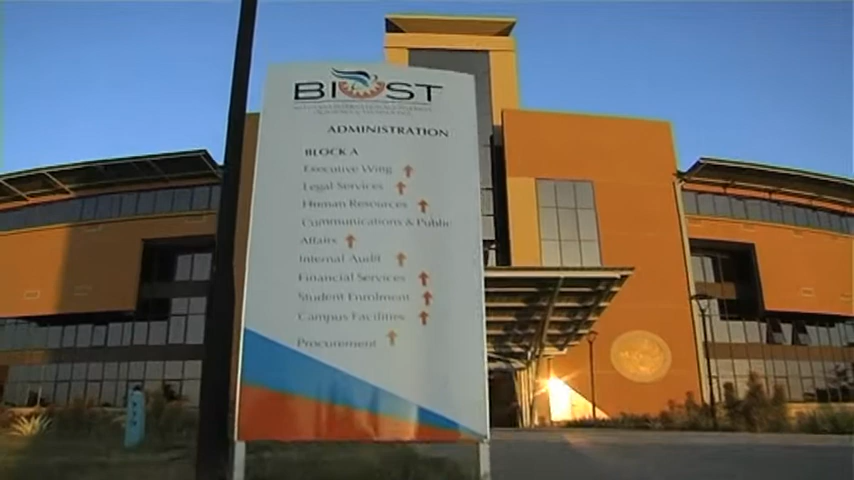 BIUST
ADMINISTRATION
BLOCK A
Executive Wing
Legal Services
Human Resources
Communications & Public
Affairs
Internal Audit
Financial Services
Student Enrolment
Campus Facilities
Procurement